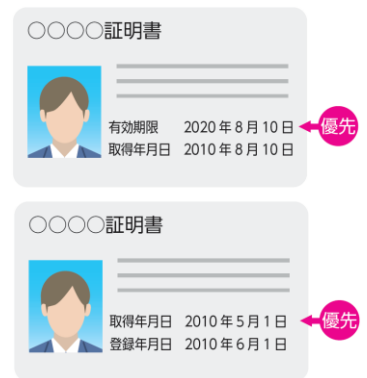 ○○○○証明書
有効期限 2020年8月10日 優先
取得年月日 2010年8月10日
○○○○証明書
取得年月日 2010年5月1日 優先
登録年月日 2010年6月1日